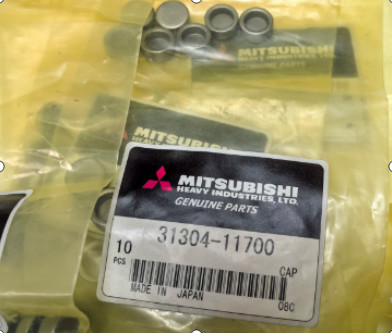 MITSUBISHI
GENUINE PARTS
MITSUBISHI
MITSUBISHI
HEAVY INDUSTRIES, LTD.
GENUINE PARTS
31304-11700
10
PCS
CAP
MADE IN JAPAN
08C